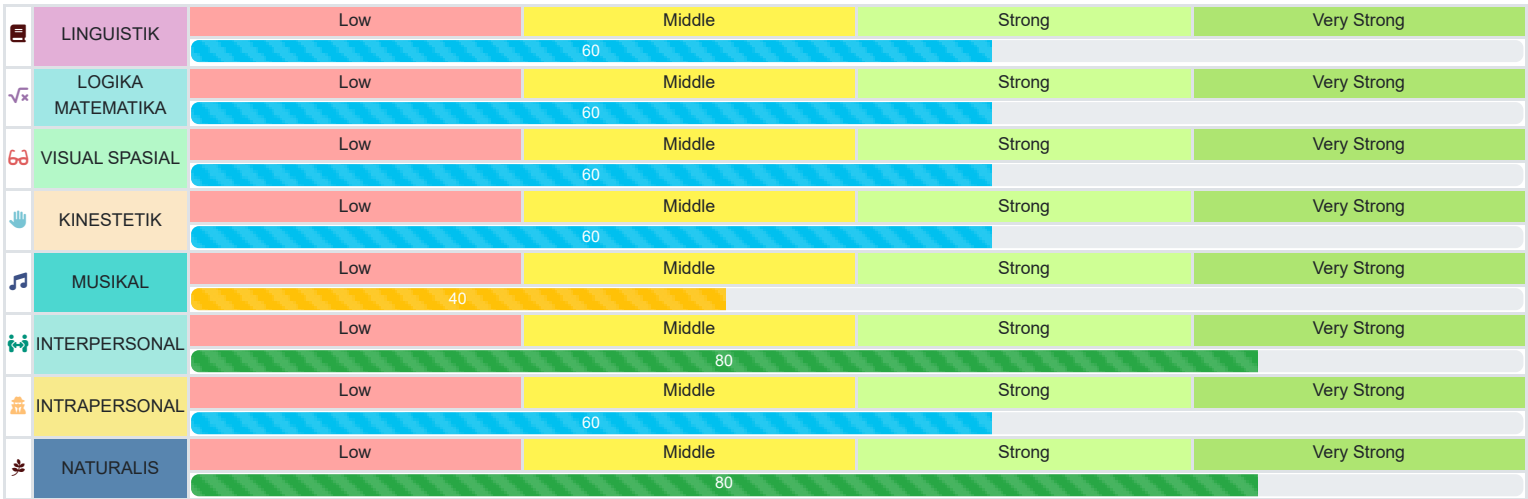 Low Middle Strong Very Strong
LINGUISTIK
60
LOGIKA
MATEMATIKA
Low Middle Strong Very Strong
60
VISUAL SPASIAL
Low Middle Strong Very Strong
60
KINESTETIK
Low Middle Strong Very Strong
60
MUSIKAL
Low Middle Strong Very Strong
40
INTERPERSONAL
Low Middle Strong Very Strong
80
INTRAPERSONAL
Low Middle Strong Very Strong
60
NATURALIS
Low Middle Strong Very Strong
80